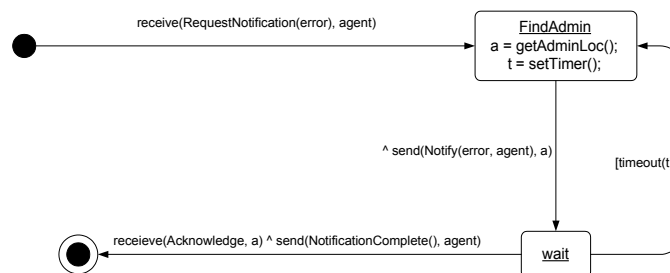 receive(RequestNotification(error), agent)
FindAdmin
a = getAdminLoc();
t = setTimer();
^ send(Notify(error, agent), a)
[timeout(t
receieve(Acknowledge, a) ^ send(NotificationComplete(), agent)
wait